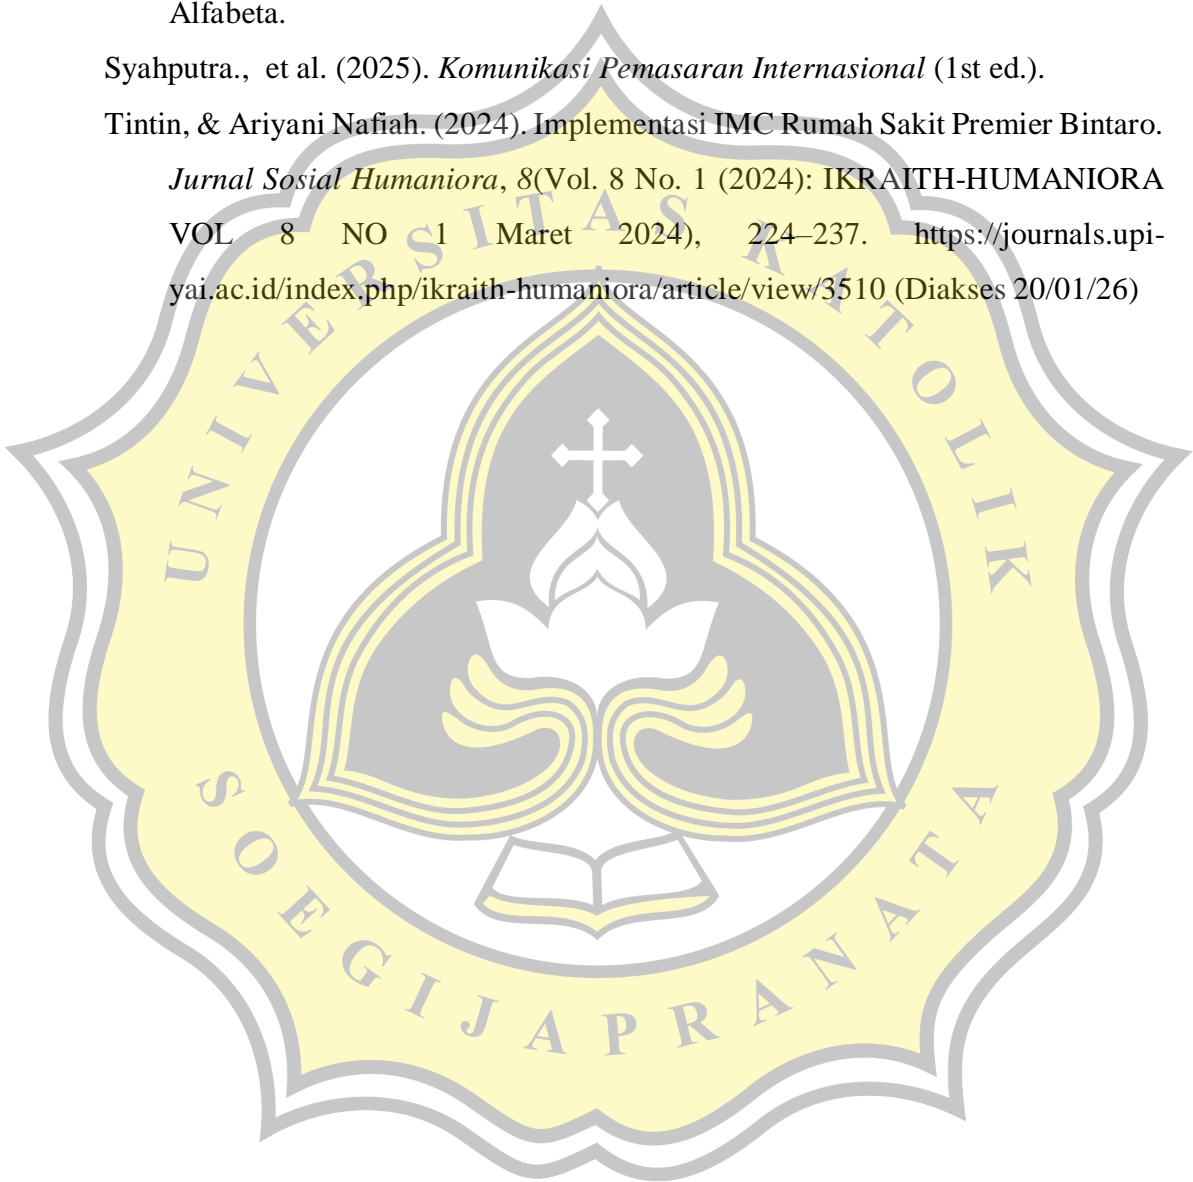 Alfabeta.
Syahputra., et al. (2025). Komunikasi Pemasaran Internasional (1st ed.).
Tintin, & Ariyani Nafiah. (2024). Implementasi IMC Rumah Sakit Premier Bintaro.
Jurnal Sosial Humaniora, 8(Vol. 8 No. 1 (2024): IKRAITH-HUMANIORA
VOL 8 NO 1 Maret 2024), 224–237. https://journals.upi-
yai.ac.id/index.php/ikraith-humaniora/article/view/3510 (Diakses 20/01/26)
UNIVERSITAS KATOLIK
SOEGIJAPRANATA